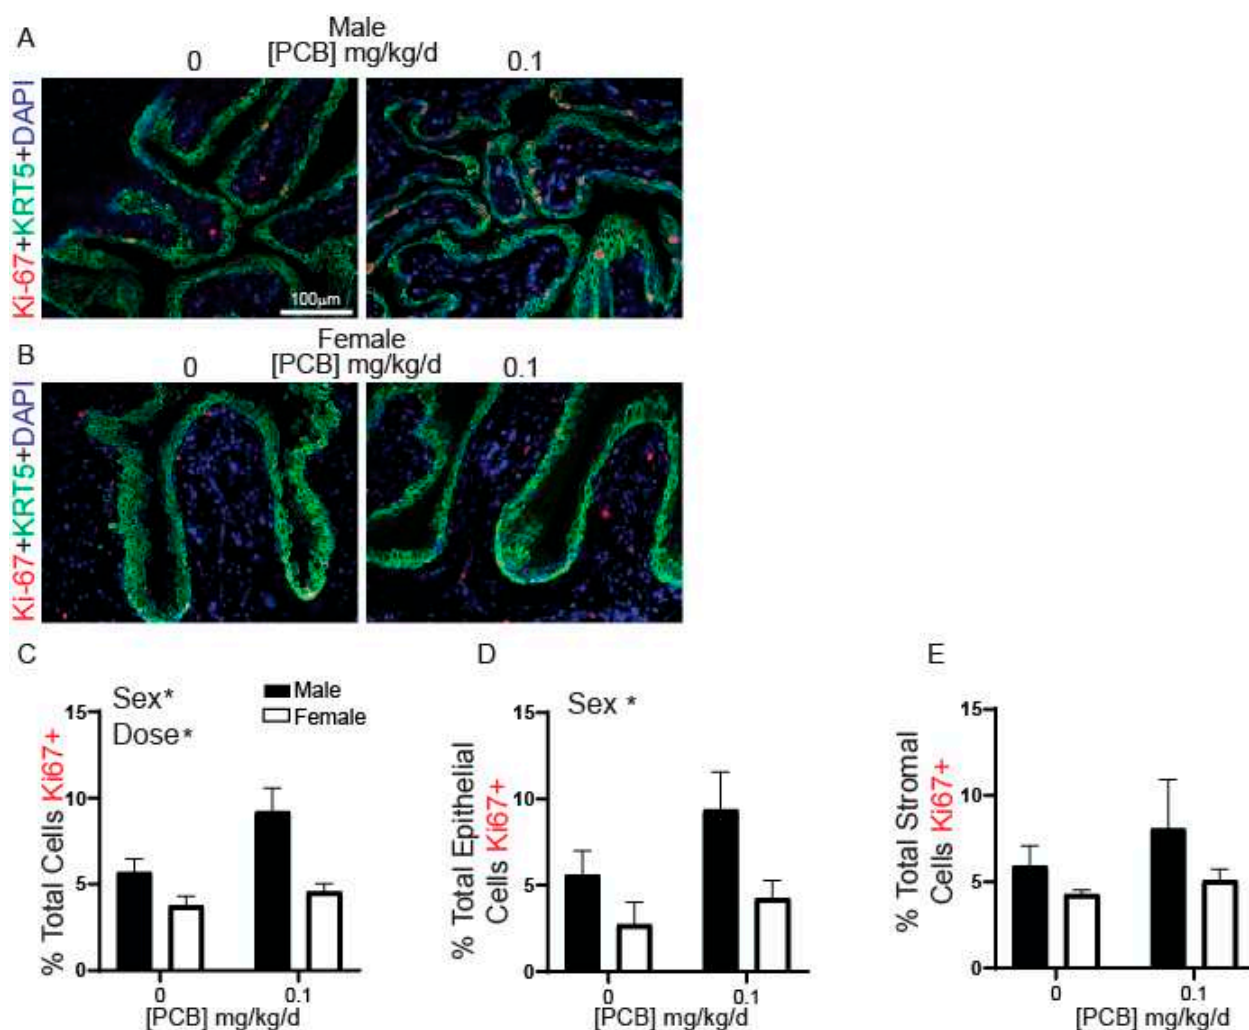 A
Male
[PCB] mg/kg/d
0
0.1
Ki-67+KRT5+DAPI
100µm
B
Female
[PCB] mg/kg/d
0
0.1
Ki-67+KRT5+DAPI
C
Sex*
Dose*
Male
Female
% Total Cells Ki67+
15
10
5
0
0
0.1
[PCB] mg/kg/d
D
Sex *
% Total Epithelial
Cells Ki67+
15
10
5
0
0
0.1
[PCB] mg/kg/d
E
% Total Stromal
Cells Ki67+
15
10
5
0
0
0.1
[PCB] mg/kg/d